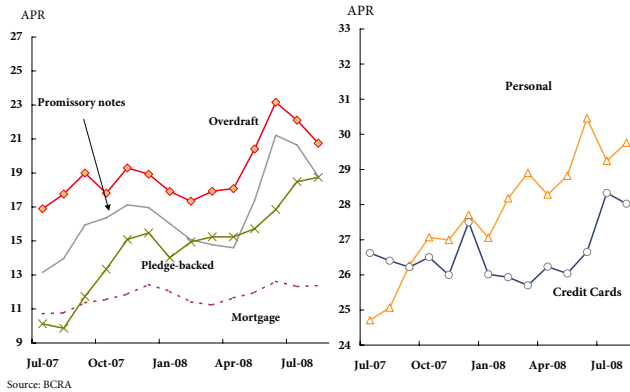 APR
27
25
23
21
19
17
15
13
11
9
Promissory notes
Overdraft
Pledge-backed
Mortgage
Jul-07 Oct-07 Jan-08 Apr-08 Jul-08
Source: BCRA
APR
33
32
31
30
29
28
27
26
25
24
Personal
Credit Cards
Jul-07 Oct-07 Jan-08 Apr-08 Jul-08